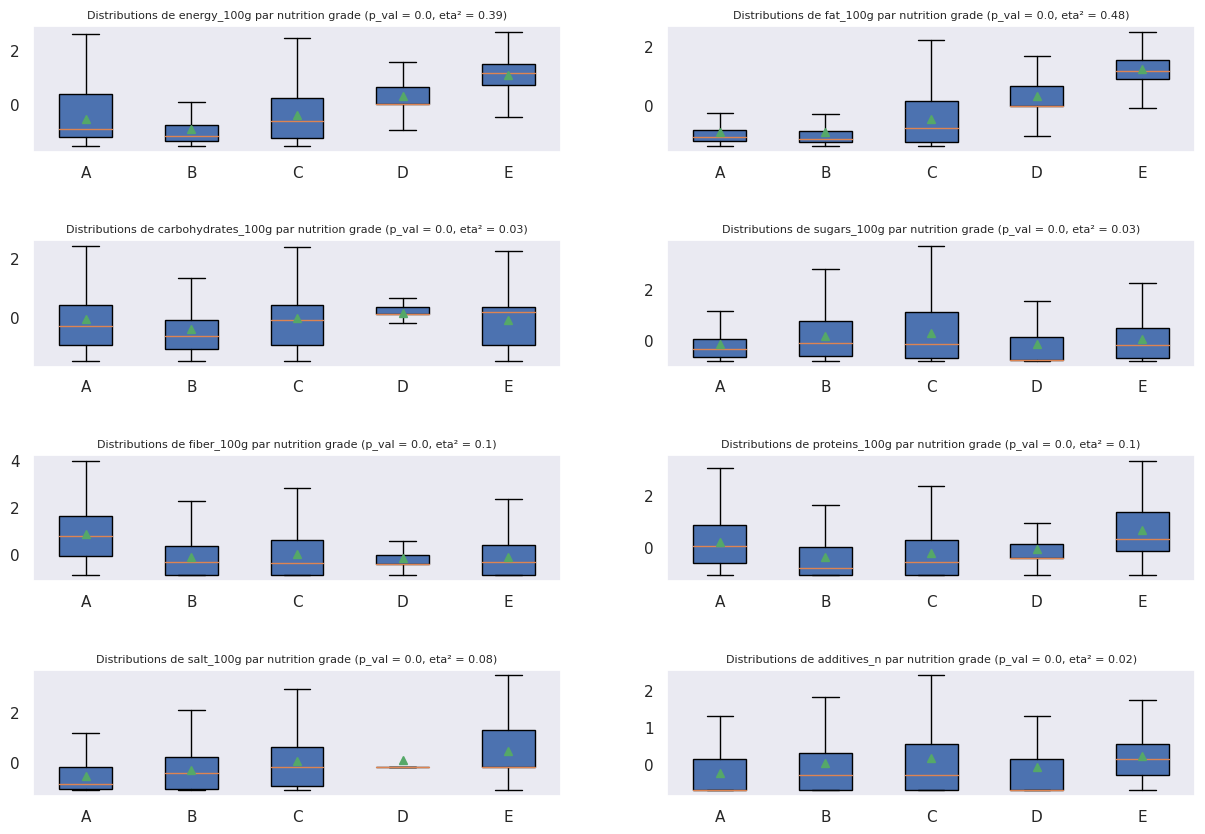 Distributions de energy_100g par nutrition grade (p_val = 0.0, eta² = 0.39)
2
0
A B C D E
Distributions de fat_100g par nutrition grade (p_val = 0.0, eta² = 0.48)
2
0
A B C D E
Distributions de carbohydrates_100g par nutrition grade (p_val = 0.0, eta² = 0.03)
2
0
A B C D E
Distributions de sugars_100g par nutrition grade (p_val = 0.0, eta² = 0.03)
2
0
A B C D E
Distributions de fiber_100g par nutrition grade (p_val = 0.0, eta² = 0.1)
4
2
0
A B C D E
Distributions de proteins_100g par nutrition grade (p_val = 0.0, eta² = 0.1)
2
0
A B C D E
Distributions de salt_100g par nutrition grade (p_val = 0.0, eta² = 0.08)
2
0
A B C D E
Distributions de additives_n par nutrition grade (p_val = 0.0, eta² = 0.02)
2
1
0
A B C D E